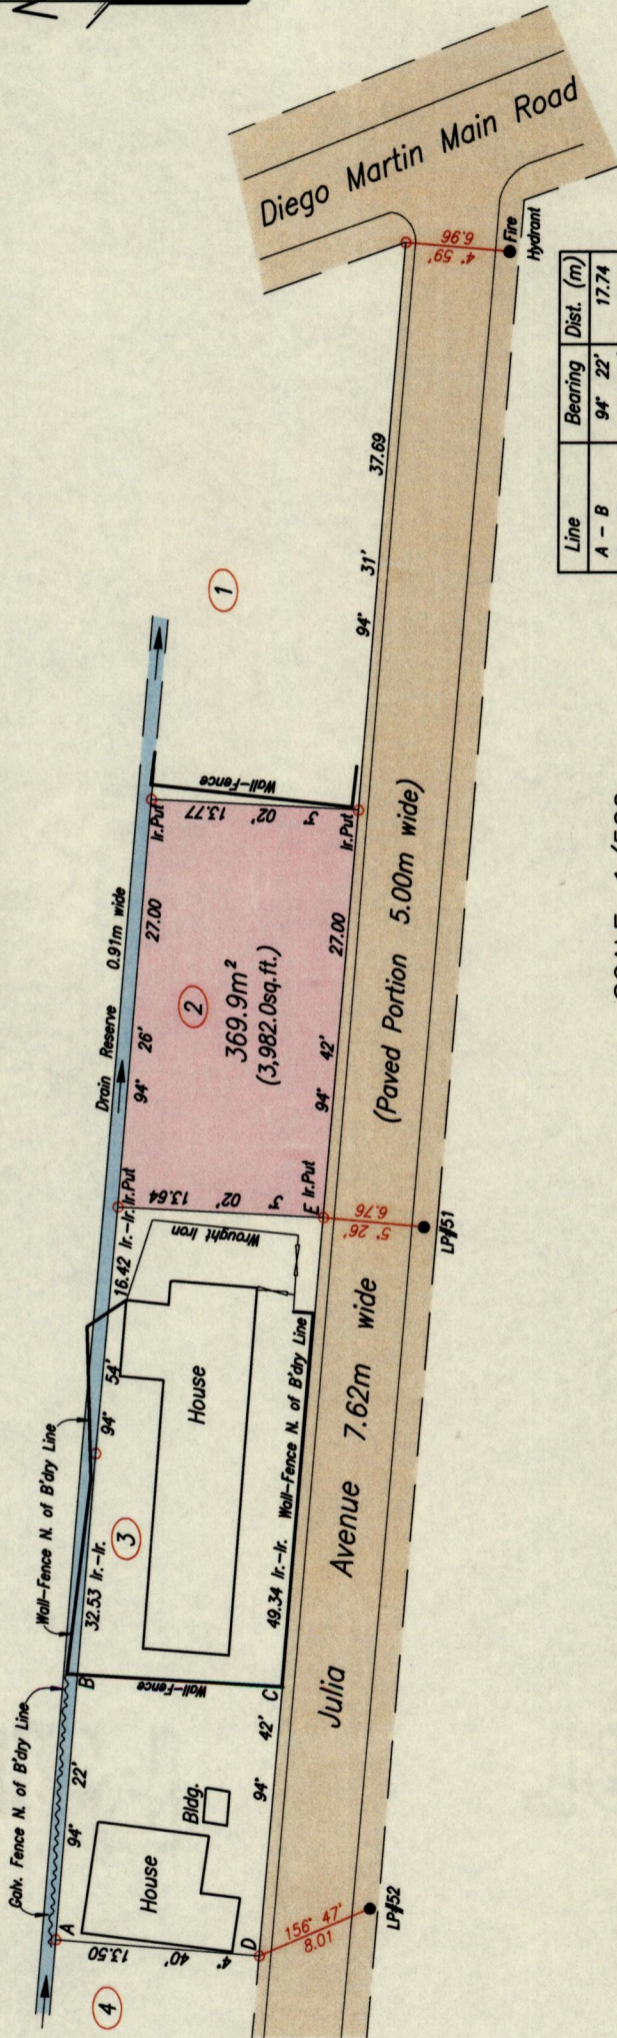 Diego Martin Main Road
4° 59'
6.96
Fire
Hydrant
Line Bearing Dist. (m)
A - B 94° 22' 17.74
37.69
31'
94°
1
Wall-Fence
Ir.Put
Ir.Put
5° 02' 13.77
Drain Reserve 0.91m wide
94° 26' 27.00
2
369.9m²
(3,982.0sq.ft.)
94° 42' 27.00
Ir.Put
E Ir.Put
5° 02' 13.64
Wrought Iron
5° 26'
6.76
LP#51
(Paved Portion 5.00m wide)
Julia Avenue 7.62m wide
16.42 Ir.-Ir.
94° 54'
House
3
32.53 Ir.-Ir.
Wall-Fence N. of B'dry Line
49.34 Ir.-Ir. Wall-Fence N. of B'dry Line
Wall-Fence
B
C
Galv. Fence N. of B'dry Line
94° 22'
94° 42'
Bldg.
House
A
D
4° 40' 13.50
4
156° 47'
8.01
LP#52